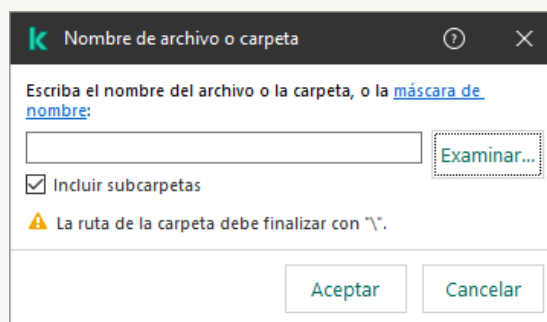 Nombre de archivo o carpeta
Escriba el nombre del archivo o la carpeta, o la máscara de
nombre:
Examinar...
Incluir subcarpetas
La ruta de la carpeta debe finalizar con "\".
Aceptar Cancelar